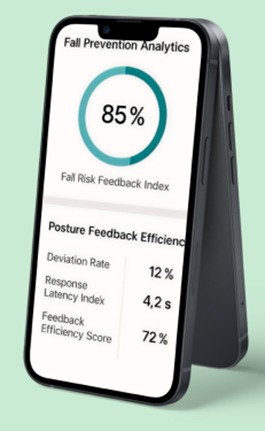 Fall Prevention Analytics
85%
Fall Risk Feedback Index
Posture Feedback Efficienc
Deviation Rate
12%
Response
Latency Index
4,2 s
Feedback
Efficiency Score
72%